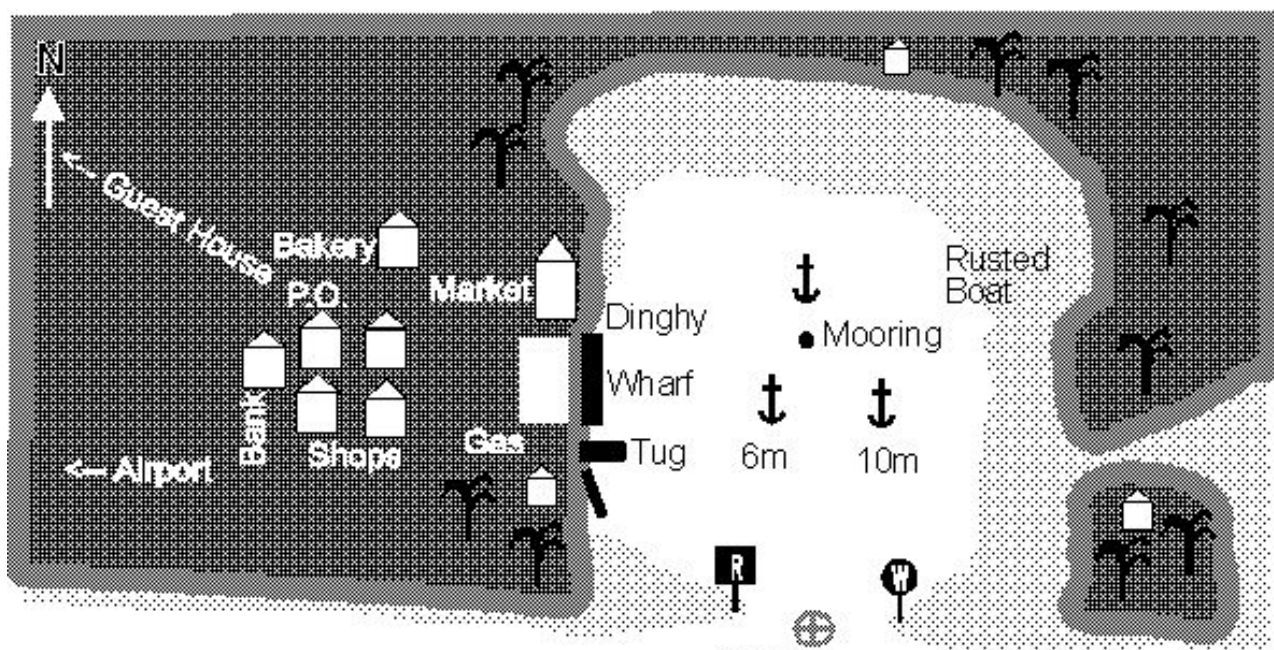 N
<-- Guest House
Bakery
P.O.
Market
Rusted
Boat
Dinghy
Mooring
Wharf
Bank
Shops
Gas
<-- Airport
Tug
6m
10m
R
W